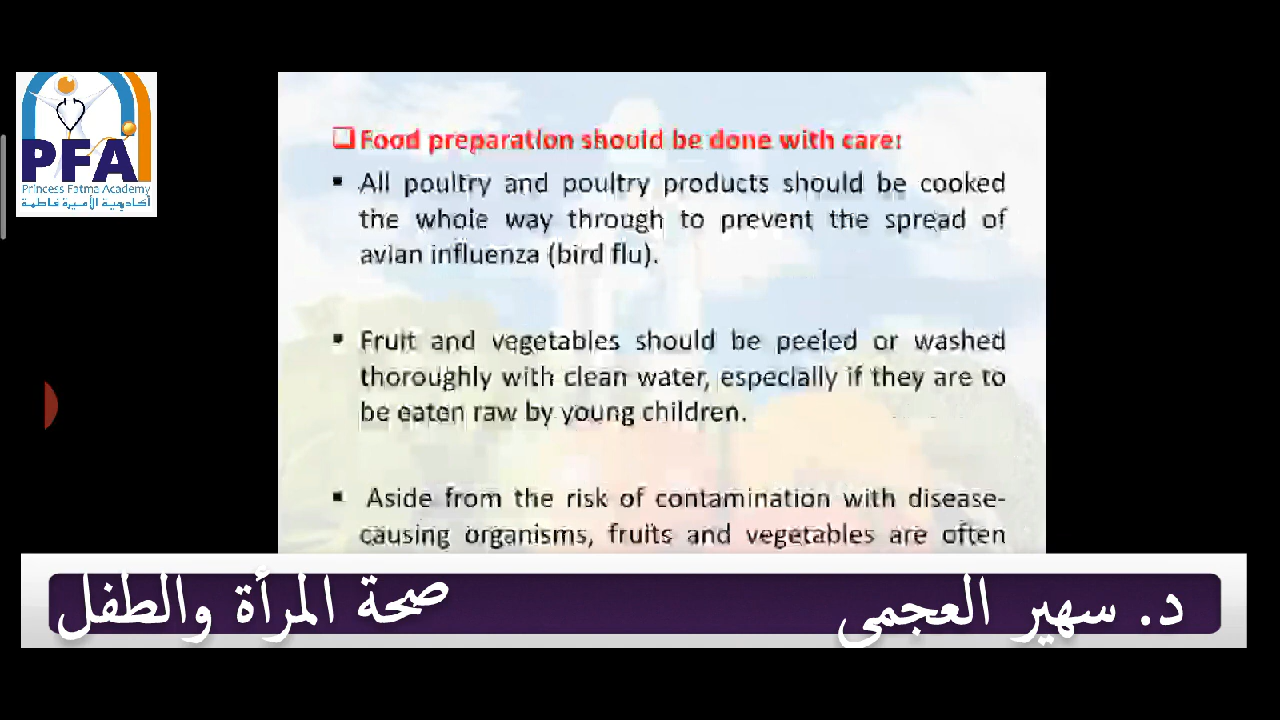 PFA
Princess Fatma Academy
أكاديمية الأميرة فاطمة
Food preparation should be done with care:
All poultry and poultry products should be cooked
the whole way through to prevent the spread of
avian influenza (bird flu).
Fruit and vegetables should be peeled or washed
thoroughly with clean water, especially if they are to
be eaten raw by young children.
Aside from the risk of contamination with disease-
causing organisms, fruits and vegetables are often
د. سهير العجمى
صحة المرأة والطفل